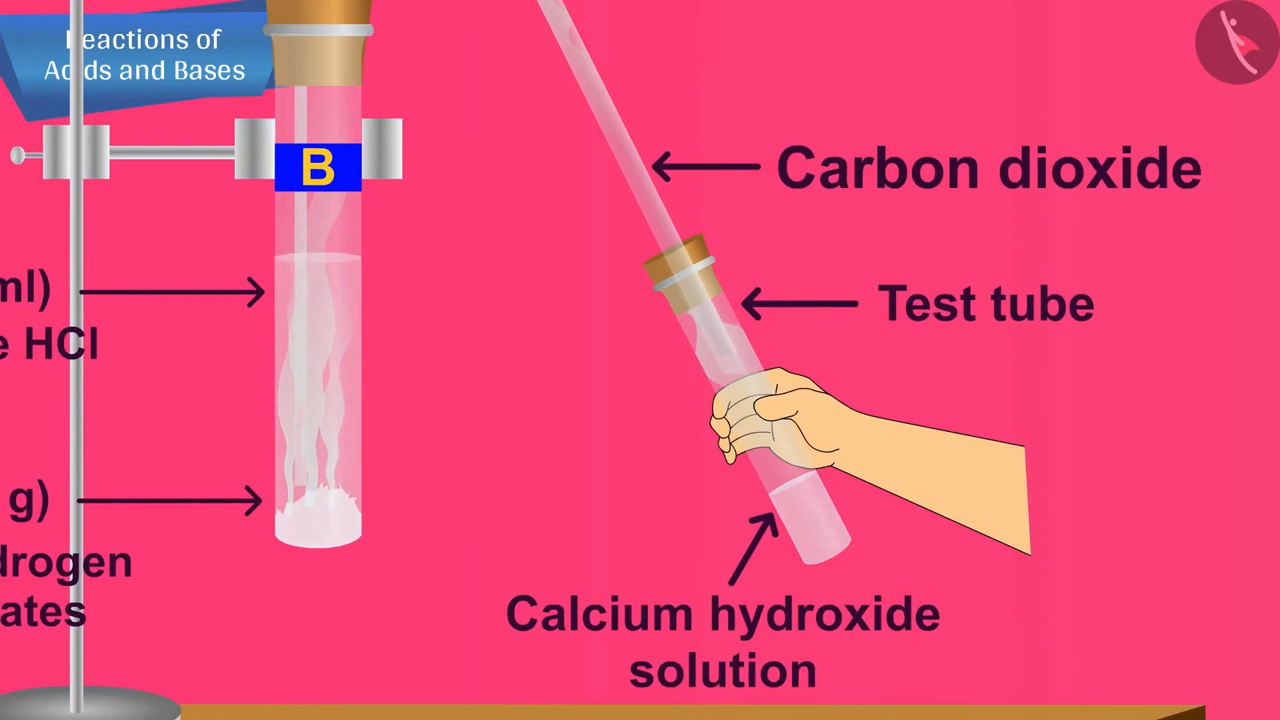 Reactions of
Acids and Bases
B
Carbon dioxide
ml)
Test tube
e HCl
g)
drogen
ates
Calcium hydroxide
solution